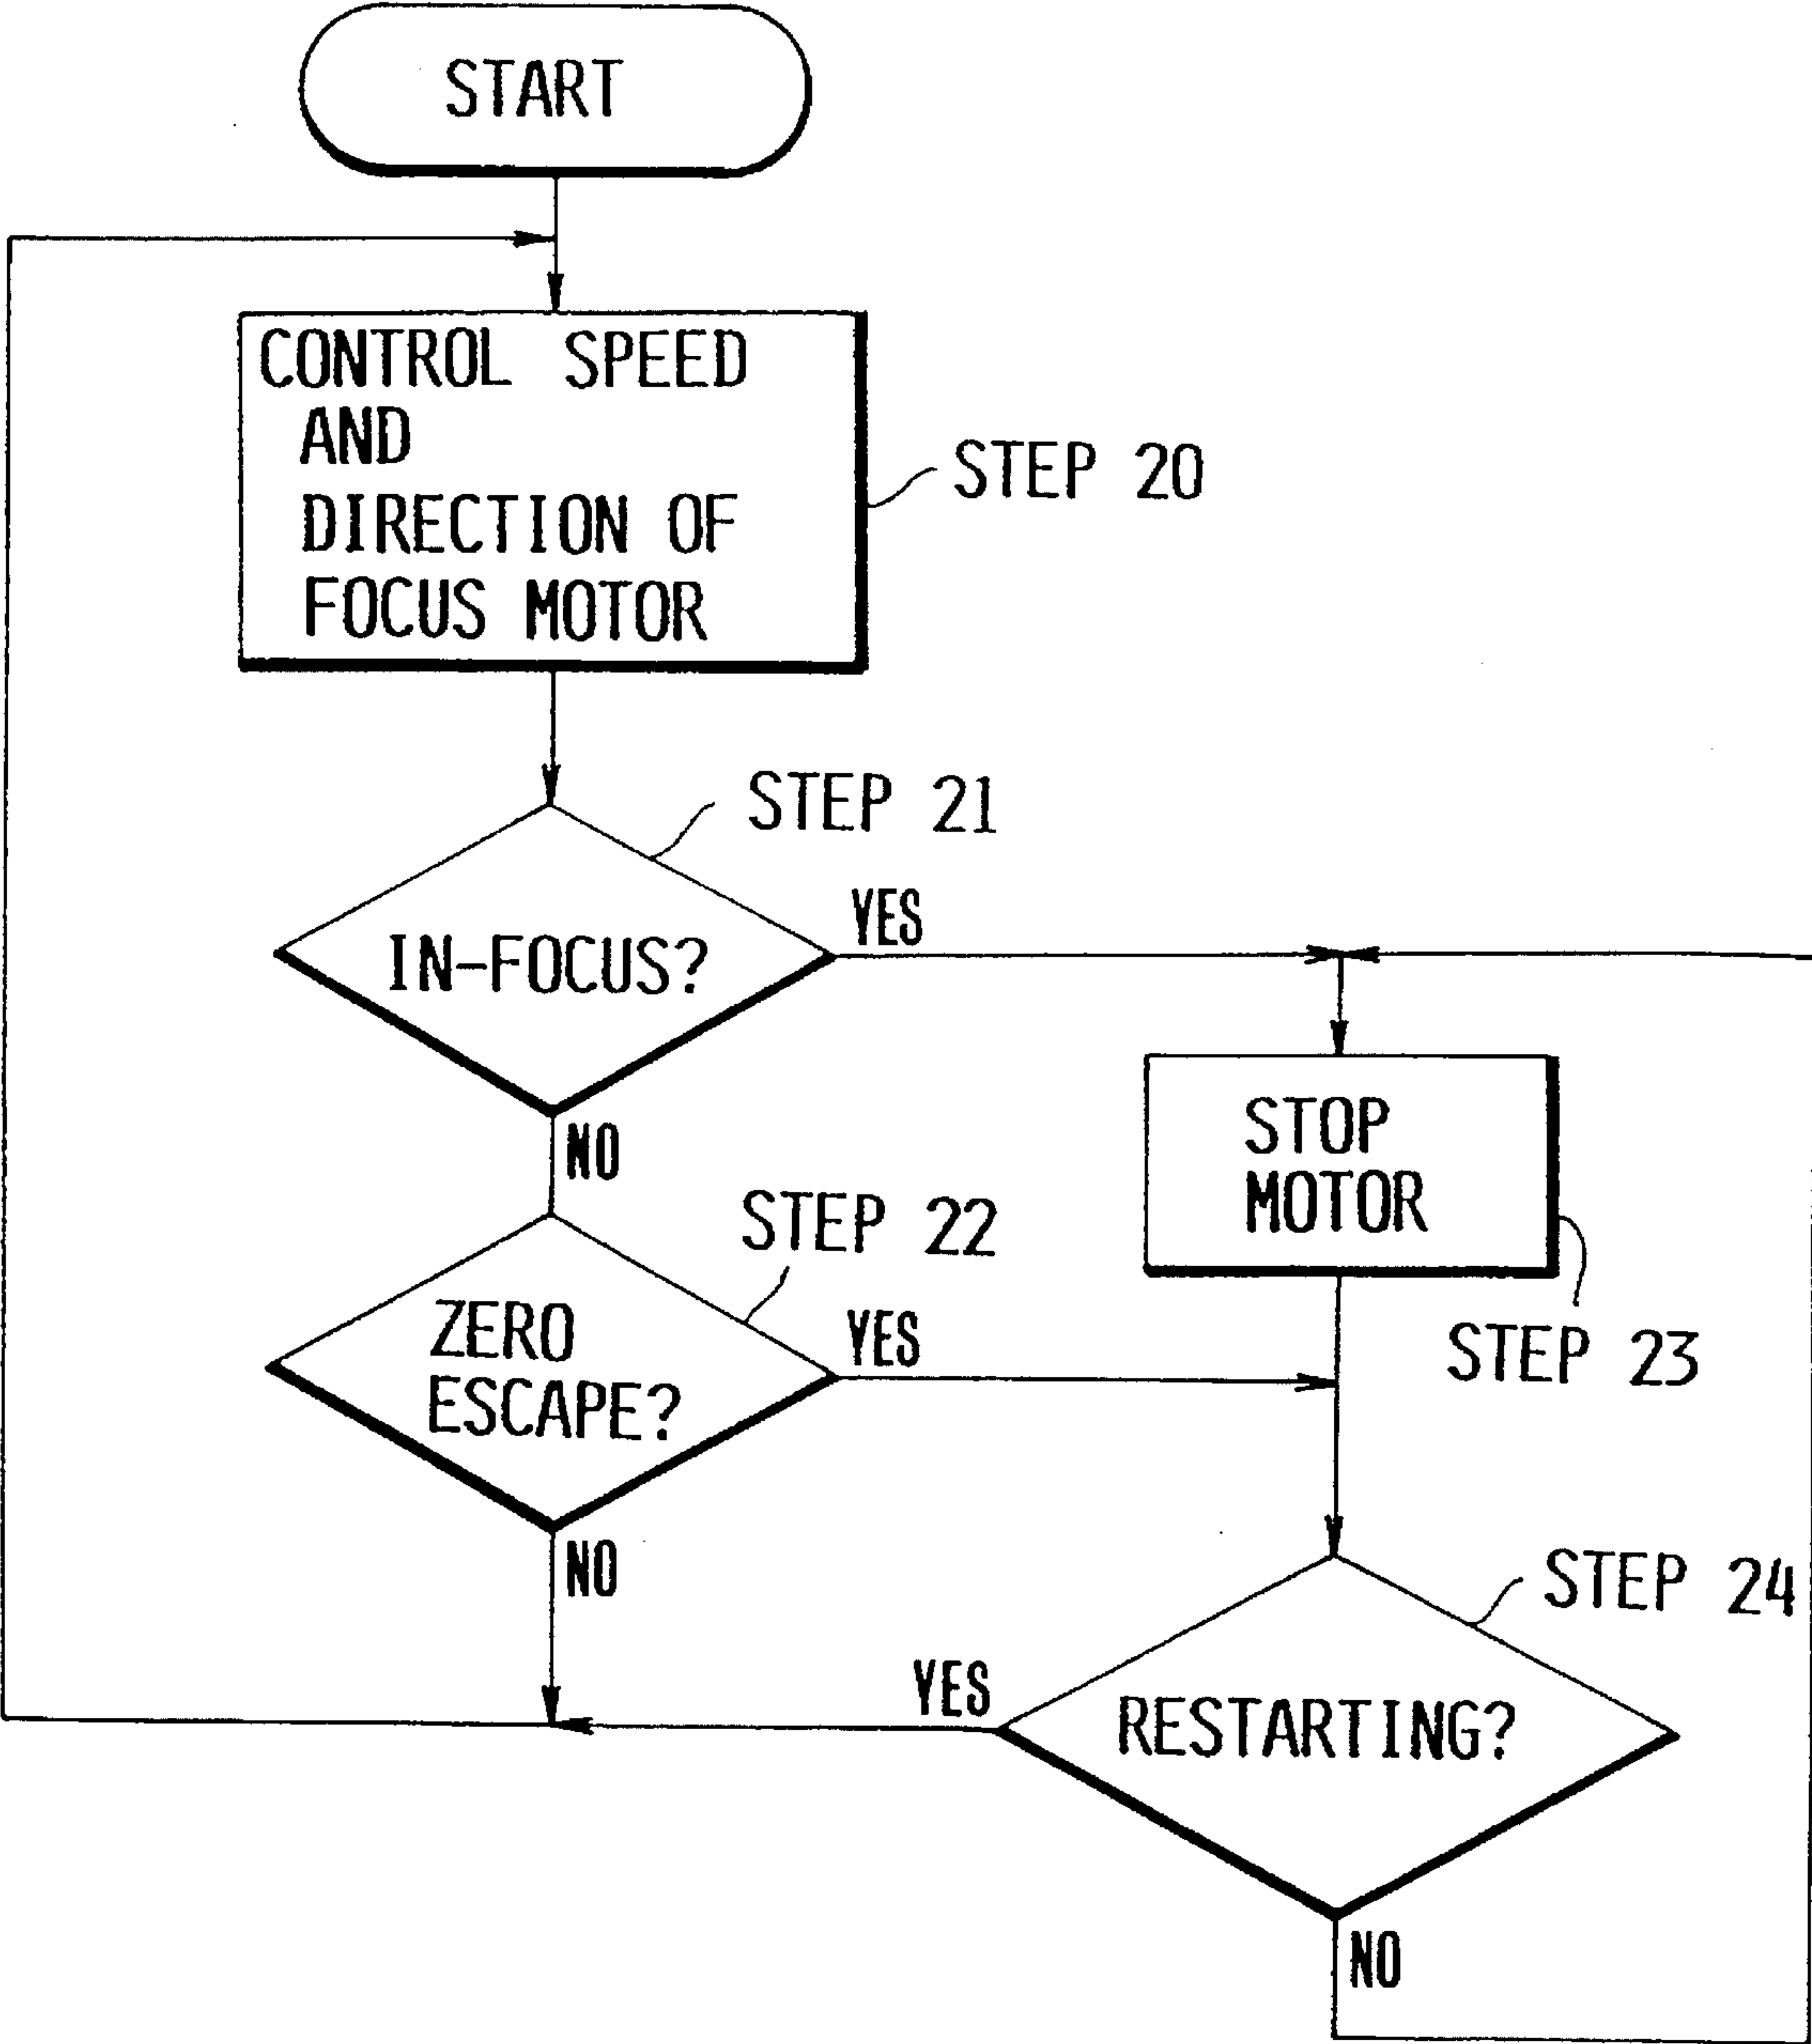 START
CONTROL SPEED
AND
DIRECTION OF
FOCUS MOTOR
STEP 20
STEP 21
IN-FOCUS?
YES
NO
STOP
MOTOR
STEP 23
STEP 22
ZERO
ESCAPE?
YES
NO
STEP 24
RESTARTING?
YES
NO